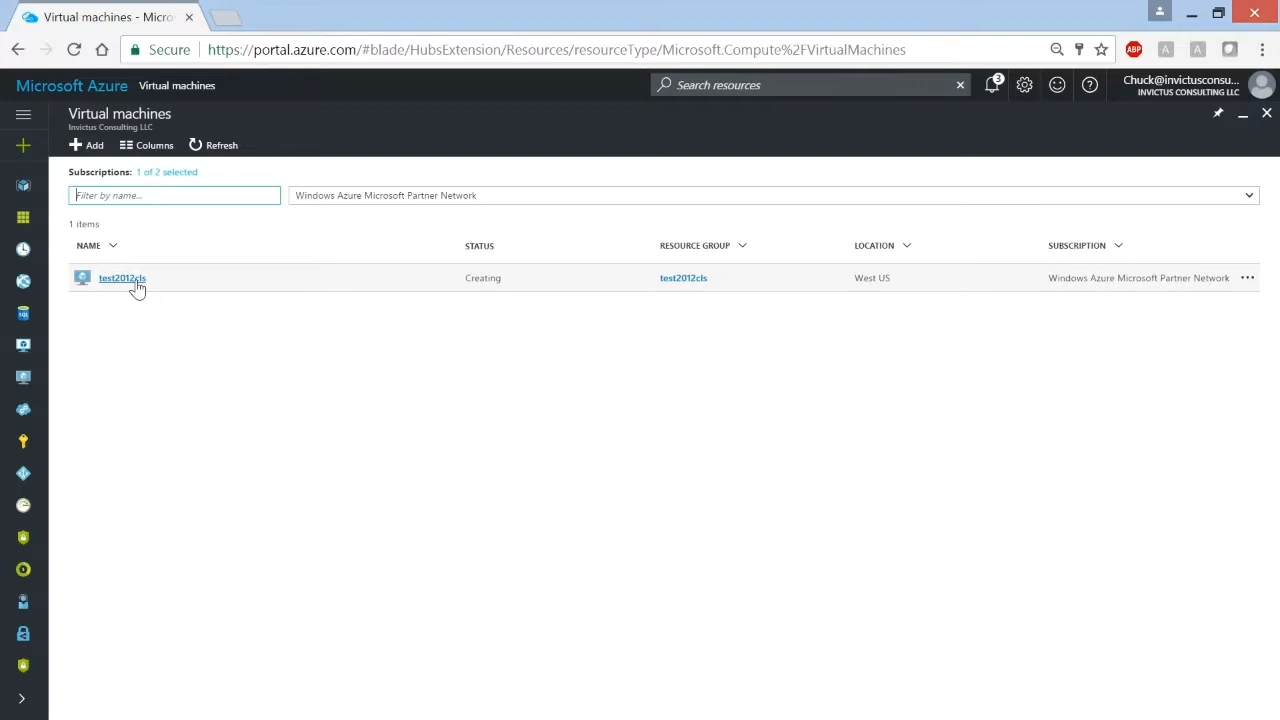 Virtual machines - Micro
Secure https://portal.azure.com/#blade/HubsExtension/Resources/resourceType/Microsoft.Compute%2FVirtualMachines
ABP A A
Microsoft Azure Virtual machines Search resources 3 Chuck@invictusconsu...
INVICTUS CONSULTING LLC
Virtual machines
Invictus Consulting LLC
Add Columns Refresh
Subscriptions: 1 of 2 selected
Filter by name... Windows Azure Microsoft Partner Network
1 items
NAME STATUS RESOURCE GROUP LOCATION SUBSCRIPTION
test2012cls Creating test2012cls West US Windows Azure Microsoft Partner Network
SQL